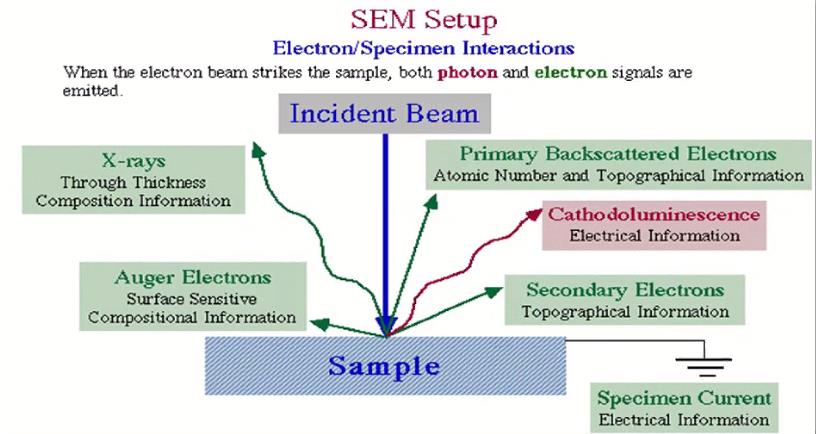 SEM Setup
Electron/Specimen Interactions
When the electron beam strikes the sample, both photon and electron signals are
emitted.
Incident Beam
X-rays
Through Thickness
Composition Information
Primary Backscattered Electrons
Atomic Number and Topographical Information
Cathodoluminescence
Electrical Information
Auger Electrons
Surface Sensitive
Compositional Information
Secondary Electrons
Topographical Information
Sample
Specimen Current
Electrical Information